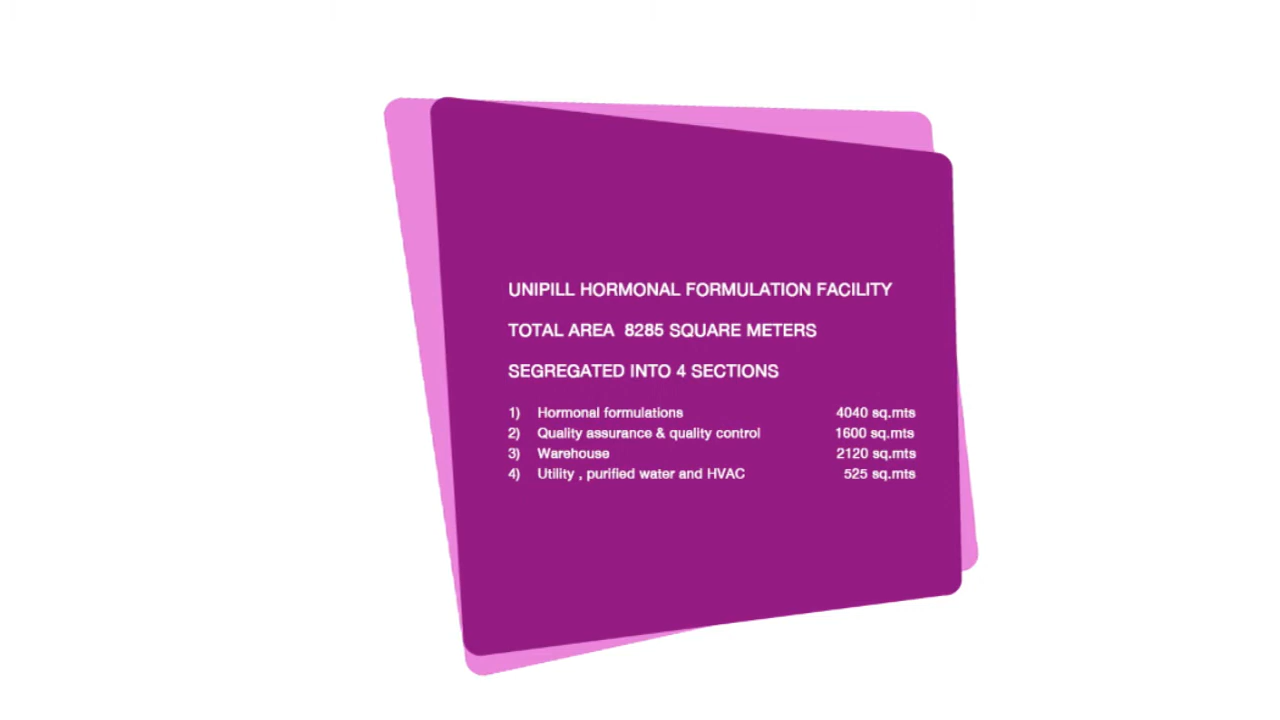 UNIPILL HORMONAL FORMULATION FACILITY
TOTAL AREA 8285 SQUARE METERS
SEGREGATED INTO 4 SECTIONS
1) Hormonal formulations 4040 sq.mts
2) Quality assurance & quality control 1600 sq.mts
3) Warehouse 2120 sq.mts
4) Utility , purified water and HVAC 525 sq.mts